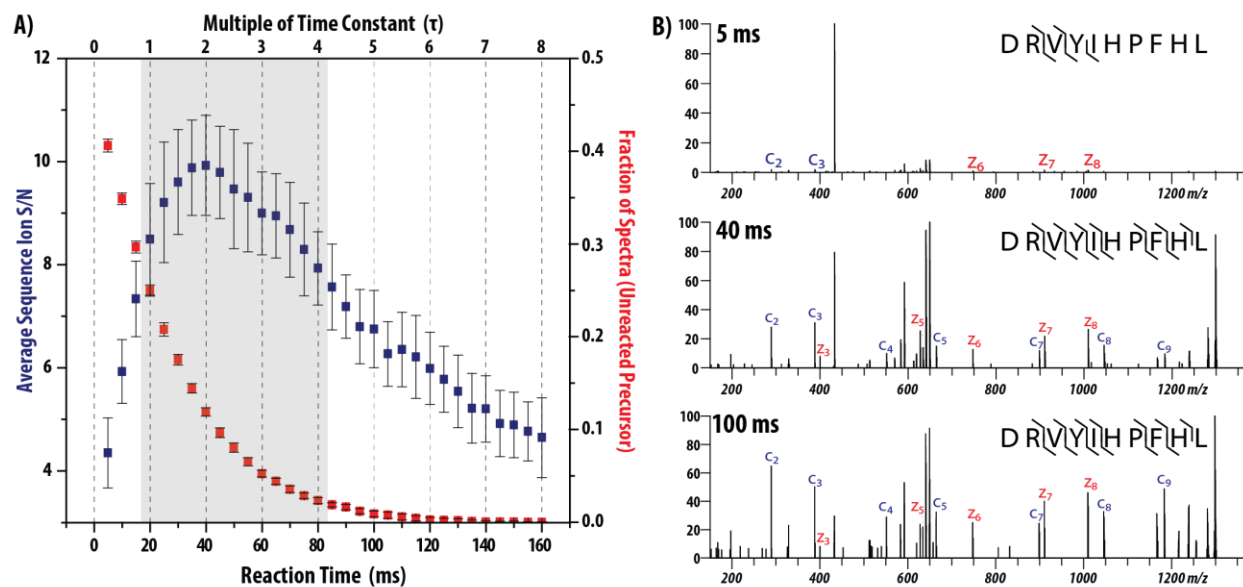 A)
Multiple of Time Constant (τ)
0 1 2 3 4 5 6 7 8
12
10
8
6
4
Average Sequence Ion S/N
0.5
0.4
0.3
0.2
0.1
0.0
Fraction of Spectra (Unreacted Precursor)
0 20 40 60 80 100 120 140 160
Reaction Time (ms)
B)
5 ms
DRVYIHPFHL
100
80
60
40
20
0
C2 C3 Z6 Z7 Z8
200 400 600 800 1000 1200 m/z
40 ms
DRVYIHPFHL
100
80
60
40
20
0
C2 C3 Z3 C4 Z5 C5 Z6 C7 Z7 Z8 C8 C9
200 400 600 800 1000 1200 m/z
100 ms
DRVYIHPFHL
100
80
60
40
20
0
C2 C3 Z3 C4 Z5 C5 Z6 C7 Z7 Z8 C8 C9
200 400 600 800 1000 1200 m/z